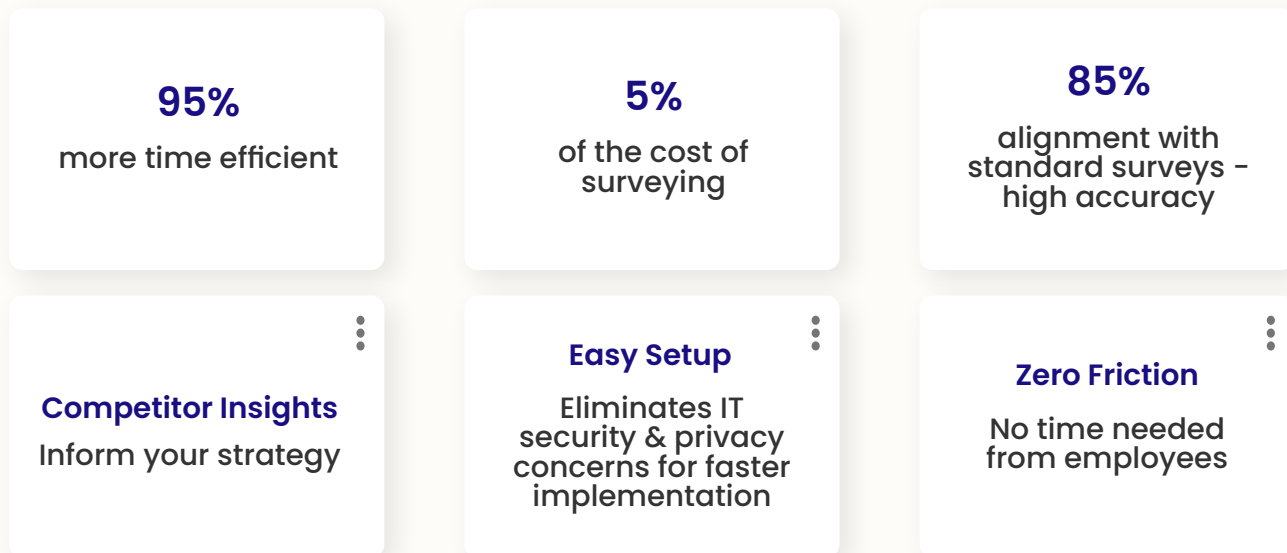 95%
more time efficient
5%
of the cost of
surveying
85%
alignment with
standard surveys -
high accuracy
Competitor Insights
Inform your strategy
Easy Setup
Eliminates IT
security & privacy
concerns for faster
implementation
Zero Friction
No time needed
from employees